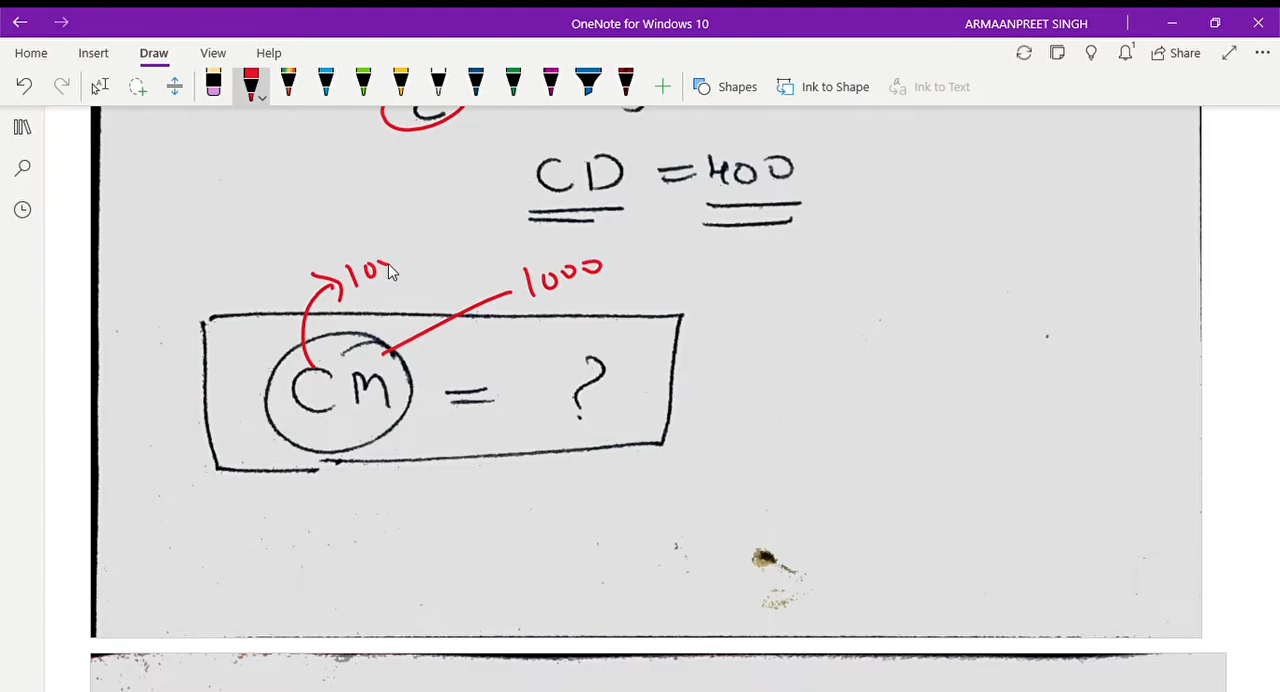 OneNote for Windows 10
ARMAANPREET SINGH
Home Insert Draw View Help
1
Share
Shapes
Ink to Shape
Ink to Text
CD = 400
1000
CM = ?